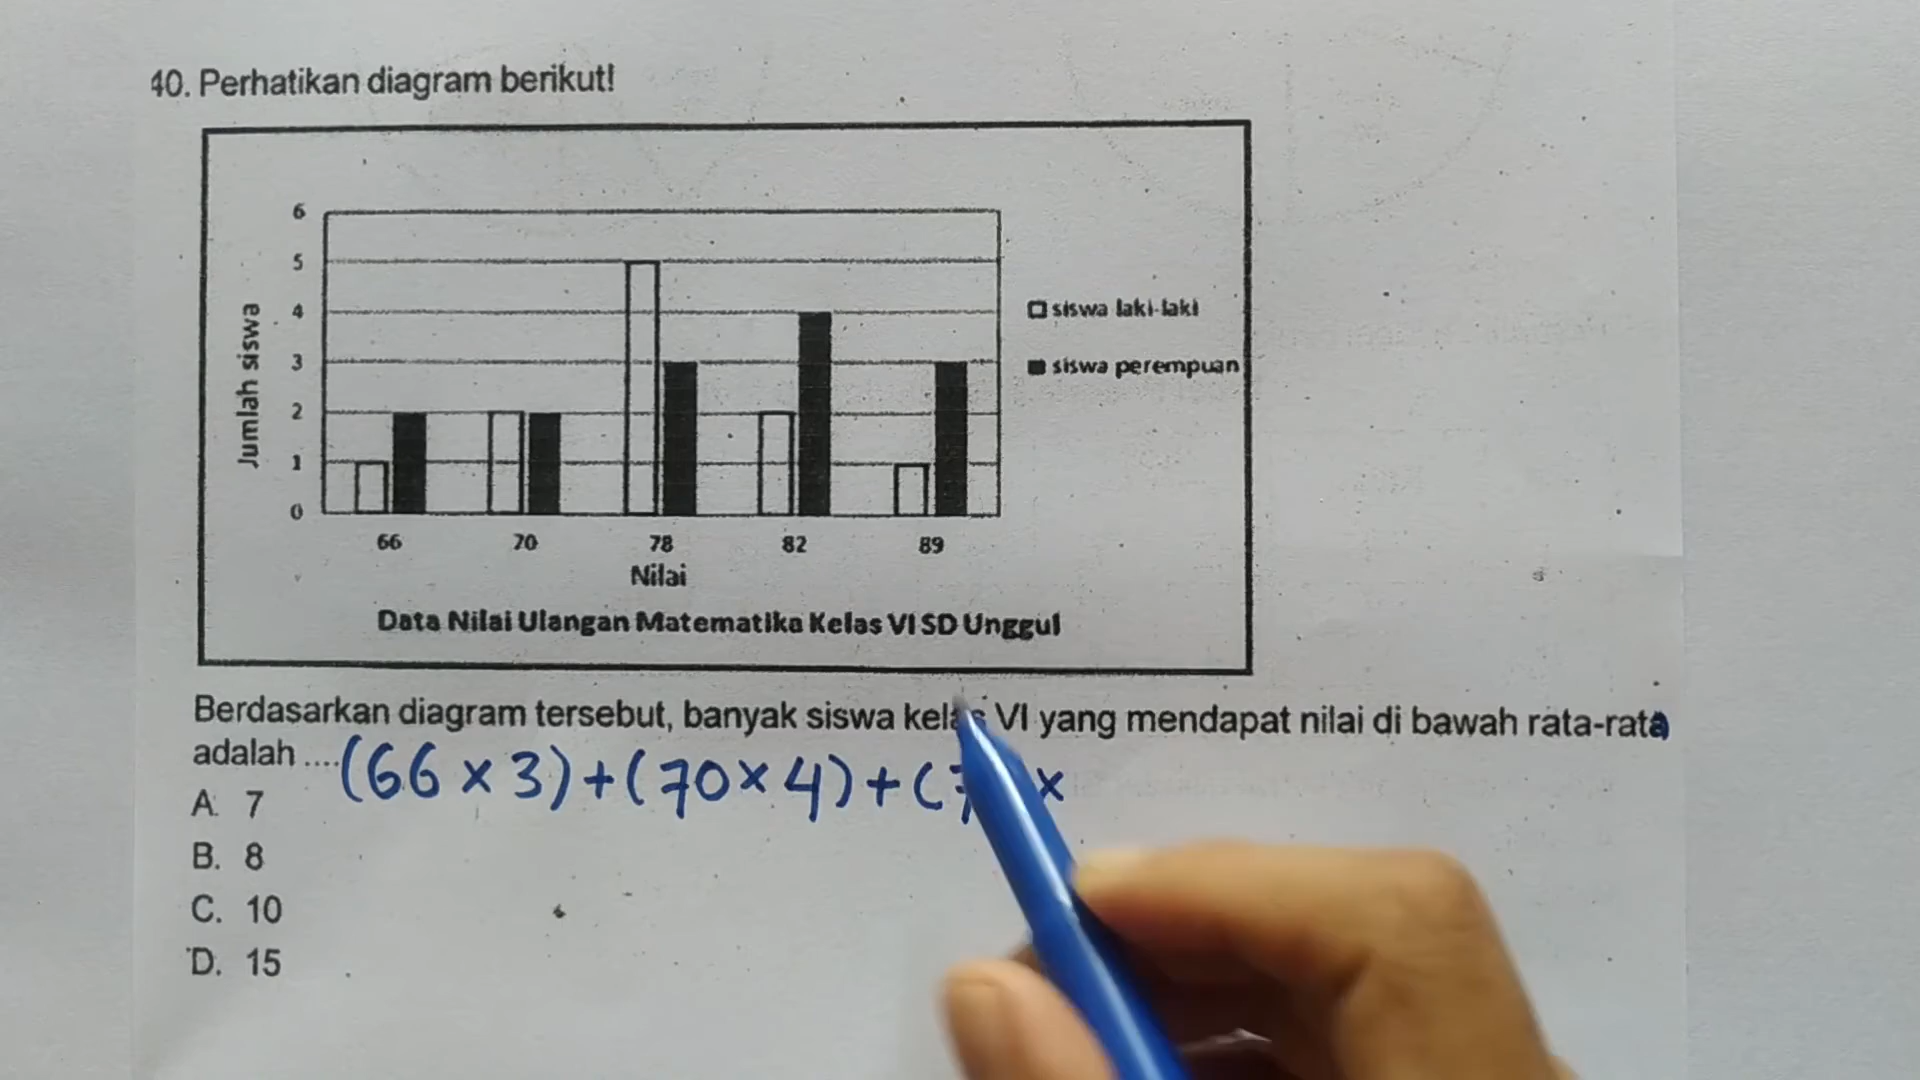 40. Perhatikan diagram berikut!
6
5
4
3
2
1
0
Jumlah siswa
siswa laki-laki
siswa perempuan
66 70 78 82 89
Nilai
Data Nilai Ulangan Matematika Kelas VI SD Unggul
Berdasarkan diagram tersebut, banyak siswa kelas VI yang mendapat nilai di bawah rata-rata
adalah ....
(66 × 3) + (70 × 4) + (7 ×
A. 7
B. 8
C. 10
D. 15